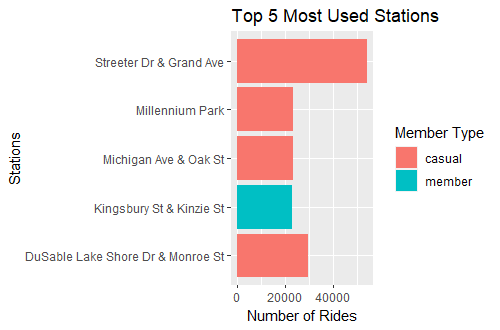 Top 5 Most Used Stations
Stations
Streeter Dr & Grand Ave
Millennium Park
Michigan Ave & Oak St
Kingsbury St & Kinzie St
DuSable Lake Shore Dr & Monroe St
0 20000 40000
Number of Rides
Member Type
casual
member